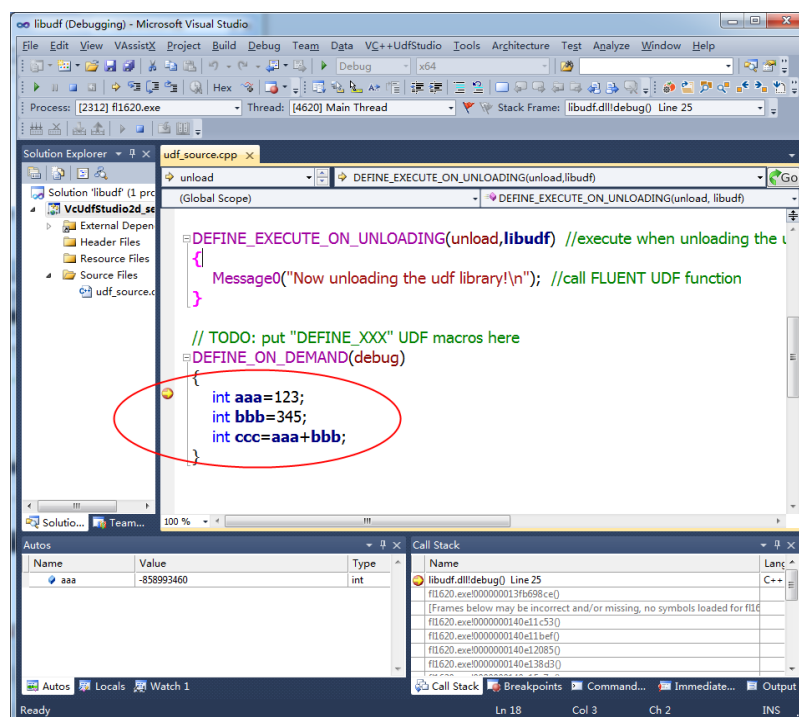 libudf (Debugging) - Microsoft Visual Studio
File Edit View VAssistX Project Build Debug Team Data VC++UdfStudio Tools Architecture Test Analyze Window Help
Debug x64
Hex
Process: [2312] fl1620.exe Thread: [4620] Main Thread Stack Frame: libudf.dll!debug() Line 25
Solution Explorer
udf_source.cpp
unload DEFINE_EXECUTE_ON_UNLOADING(unload,libudf) Go
(Global Scope) DEFINE_EXECUTE_ON_UNLOADING(unload, libudf)
Solution 'libudf' (1 pro
VcUdfStudio2d_se
External Depen
Header Files
Resource Files
Source Files
udf_source.c
DEFINE_EXECUTE_ON_UNLOADING(unload,libudf) //execute when unloading the u
{
Message0("Now unloading the udf library!\n"); //call FLUENT UDF function
}
// TODO: put "DEFINE_XXX" UDF macros here
DEFINE_ON_DEMAND(debug)
{
int aaa=123;
int bbb=345;
int ccc=aaa+bbb;
}
Solutio... Team...
100 %
Autos
Name Value Type
aaa -858993460 int
Autos Locals Watch 1
Call Stack
Name Lang
libudf.dll!debug() Line 25 C++
fl1620.exe!000000013fb698ce()
[Frames below may be incorrect and/or missing, no symbols loaded for fl16
fl1620.exe!0000000140e11c53()
fl1620.exe!0000000140e11bef()
fl1620.exe!0000000140e12085()
fl1620.exe!0000000140e138d3()
Call Stack Breakpoints Command... Immediate... Output
Ready Ln 18 Col 3 Ch 2 INS